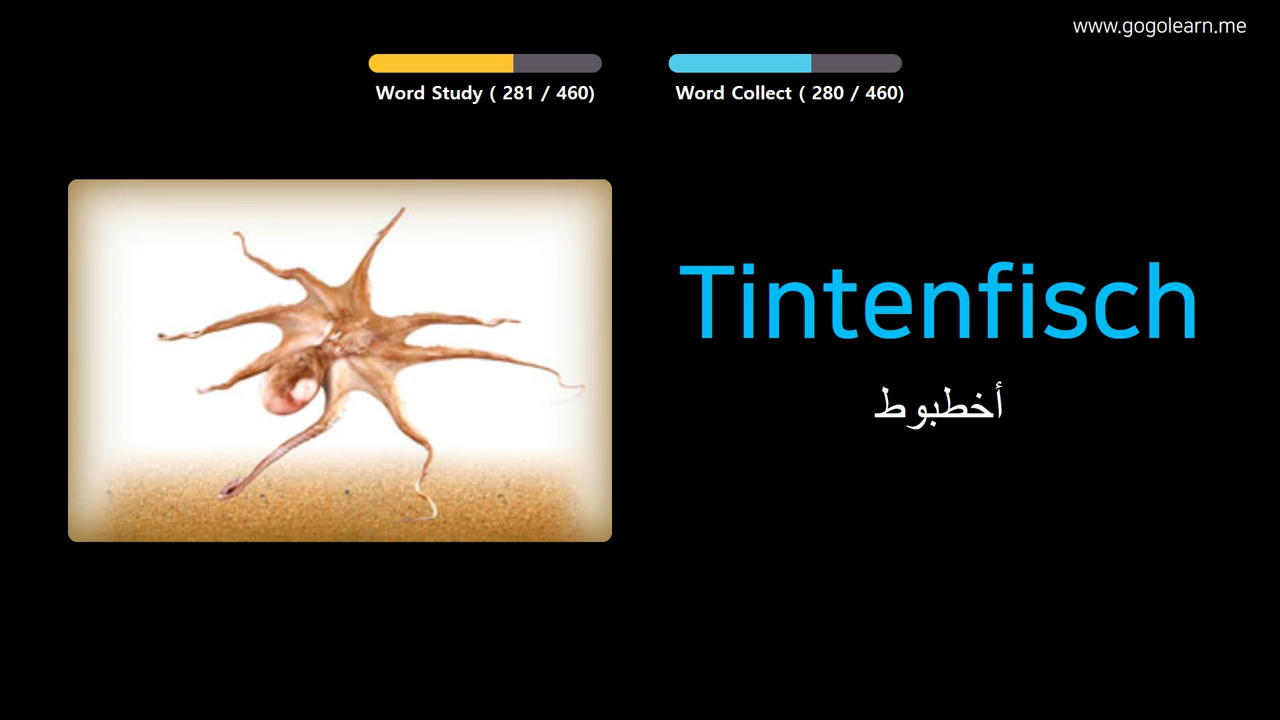 www.gogolearn.me
Word Study ( 281 / 460)
Word Collect ( 280 / 460)
Tintenfisch
أخطبوط